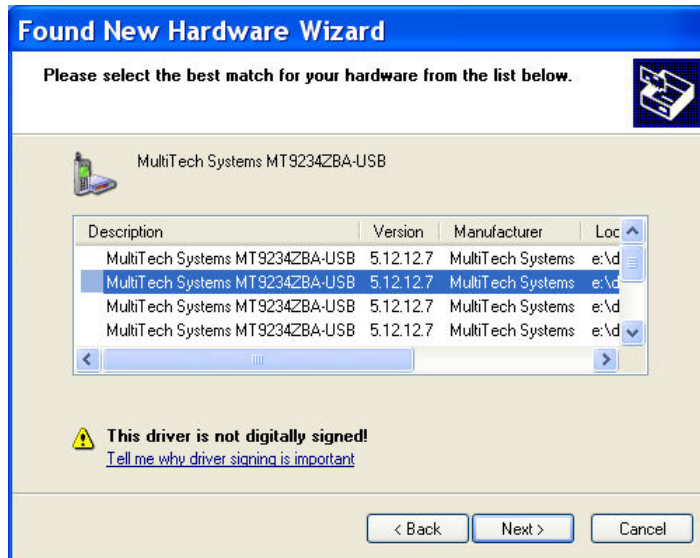 Found New Hardware Wizard
Please select the best match for your hardware from the list below.
MultiTech Systems MT9234ZBA-USB
Description Version Manufacturer Loc
MultiTech Systems MT9234ZBA-USB 5.12.12.7 MultiTech Systems e:\d
MultiTech Systems MT9234ZBA-USB 5.12.12.7 MultiTech Systems e:\d
MultiTech Systems MT9234ZBA-USB 5.12.12.7 MultiTech Systems e:\d
MultiTech Systems MT9234ZBA-USB 5.12.12.7 MultiTech Systems e:\d
This driver is not digitally signed!
Tell me why driver signing is important
< Back Next > Cancel